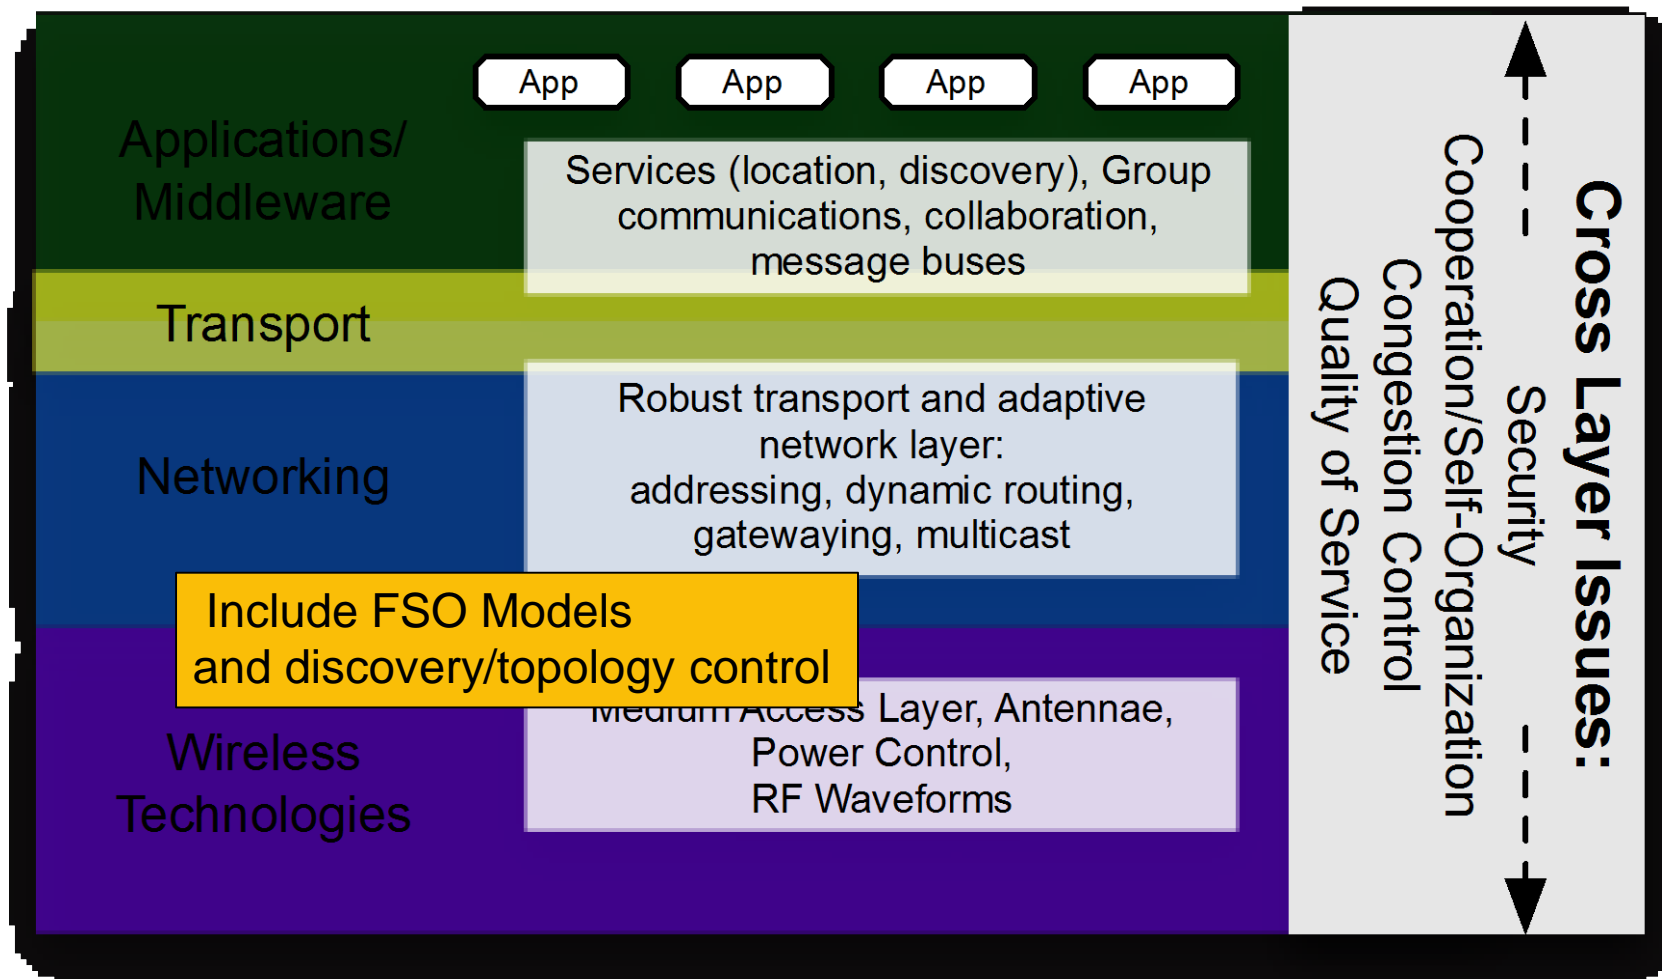 App App App App
Applications/
Middleware
Services (location, discovery), Group
communications, collaboration,
message buses
Transport
Networking
Robust transport and adaptive
network layer:
addressing, dynamic routing,
gatewaying, multicast
Include FSO Models
and discovery/topology control
Wireless
Technologies
Medium Access Layer, Antennae,
Power Control,
RF Waveforms
Cross Layer Issues:
Security
Cooperation/Self-Organization
Congestion Control
Quality of Service